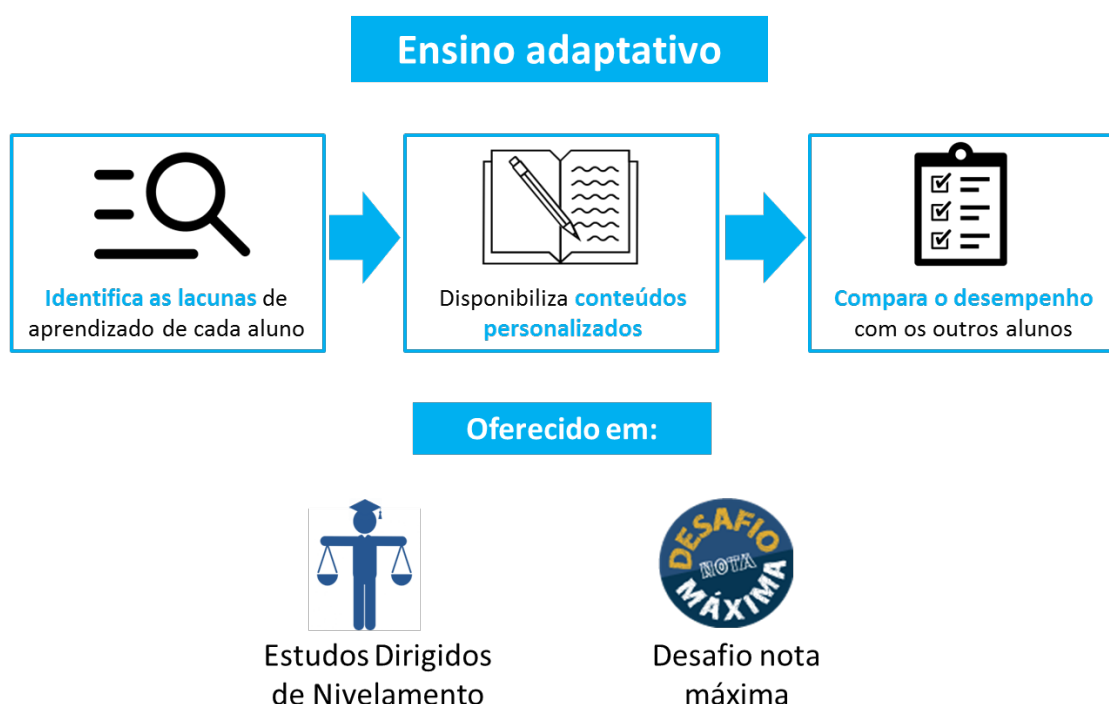 Ensino adaptativo
Identifica as lacunas de
aprendizado de cada aluno
Disponibiliza conteúdos
personalizados
Compara o desempenho
com os outros alunos
Oferecido em:
DESAFIO
NOTA
MÁXIMA
Estudos Dirigidos
de Nivelamento
Desafio nota
máxima